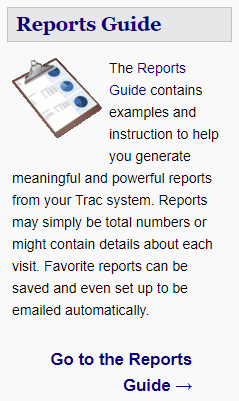 Reports Guide
The Reports
Guide contains
examples and
instruction to help
you generate
meaningful and powerful reports
from your Trac system. Reports
may simply be total numbers or
might contain details about each
visit. Favorite reports can be
saved and even set up to be
emailed automatically.
Go to the Reports
Guide →